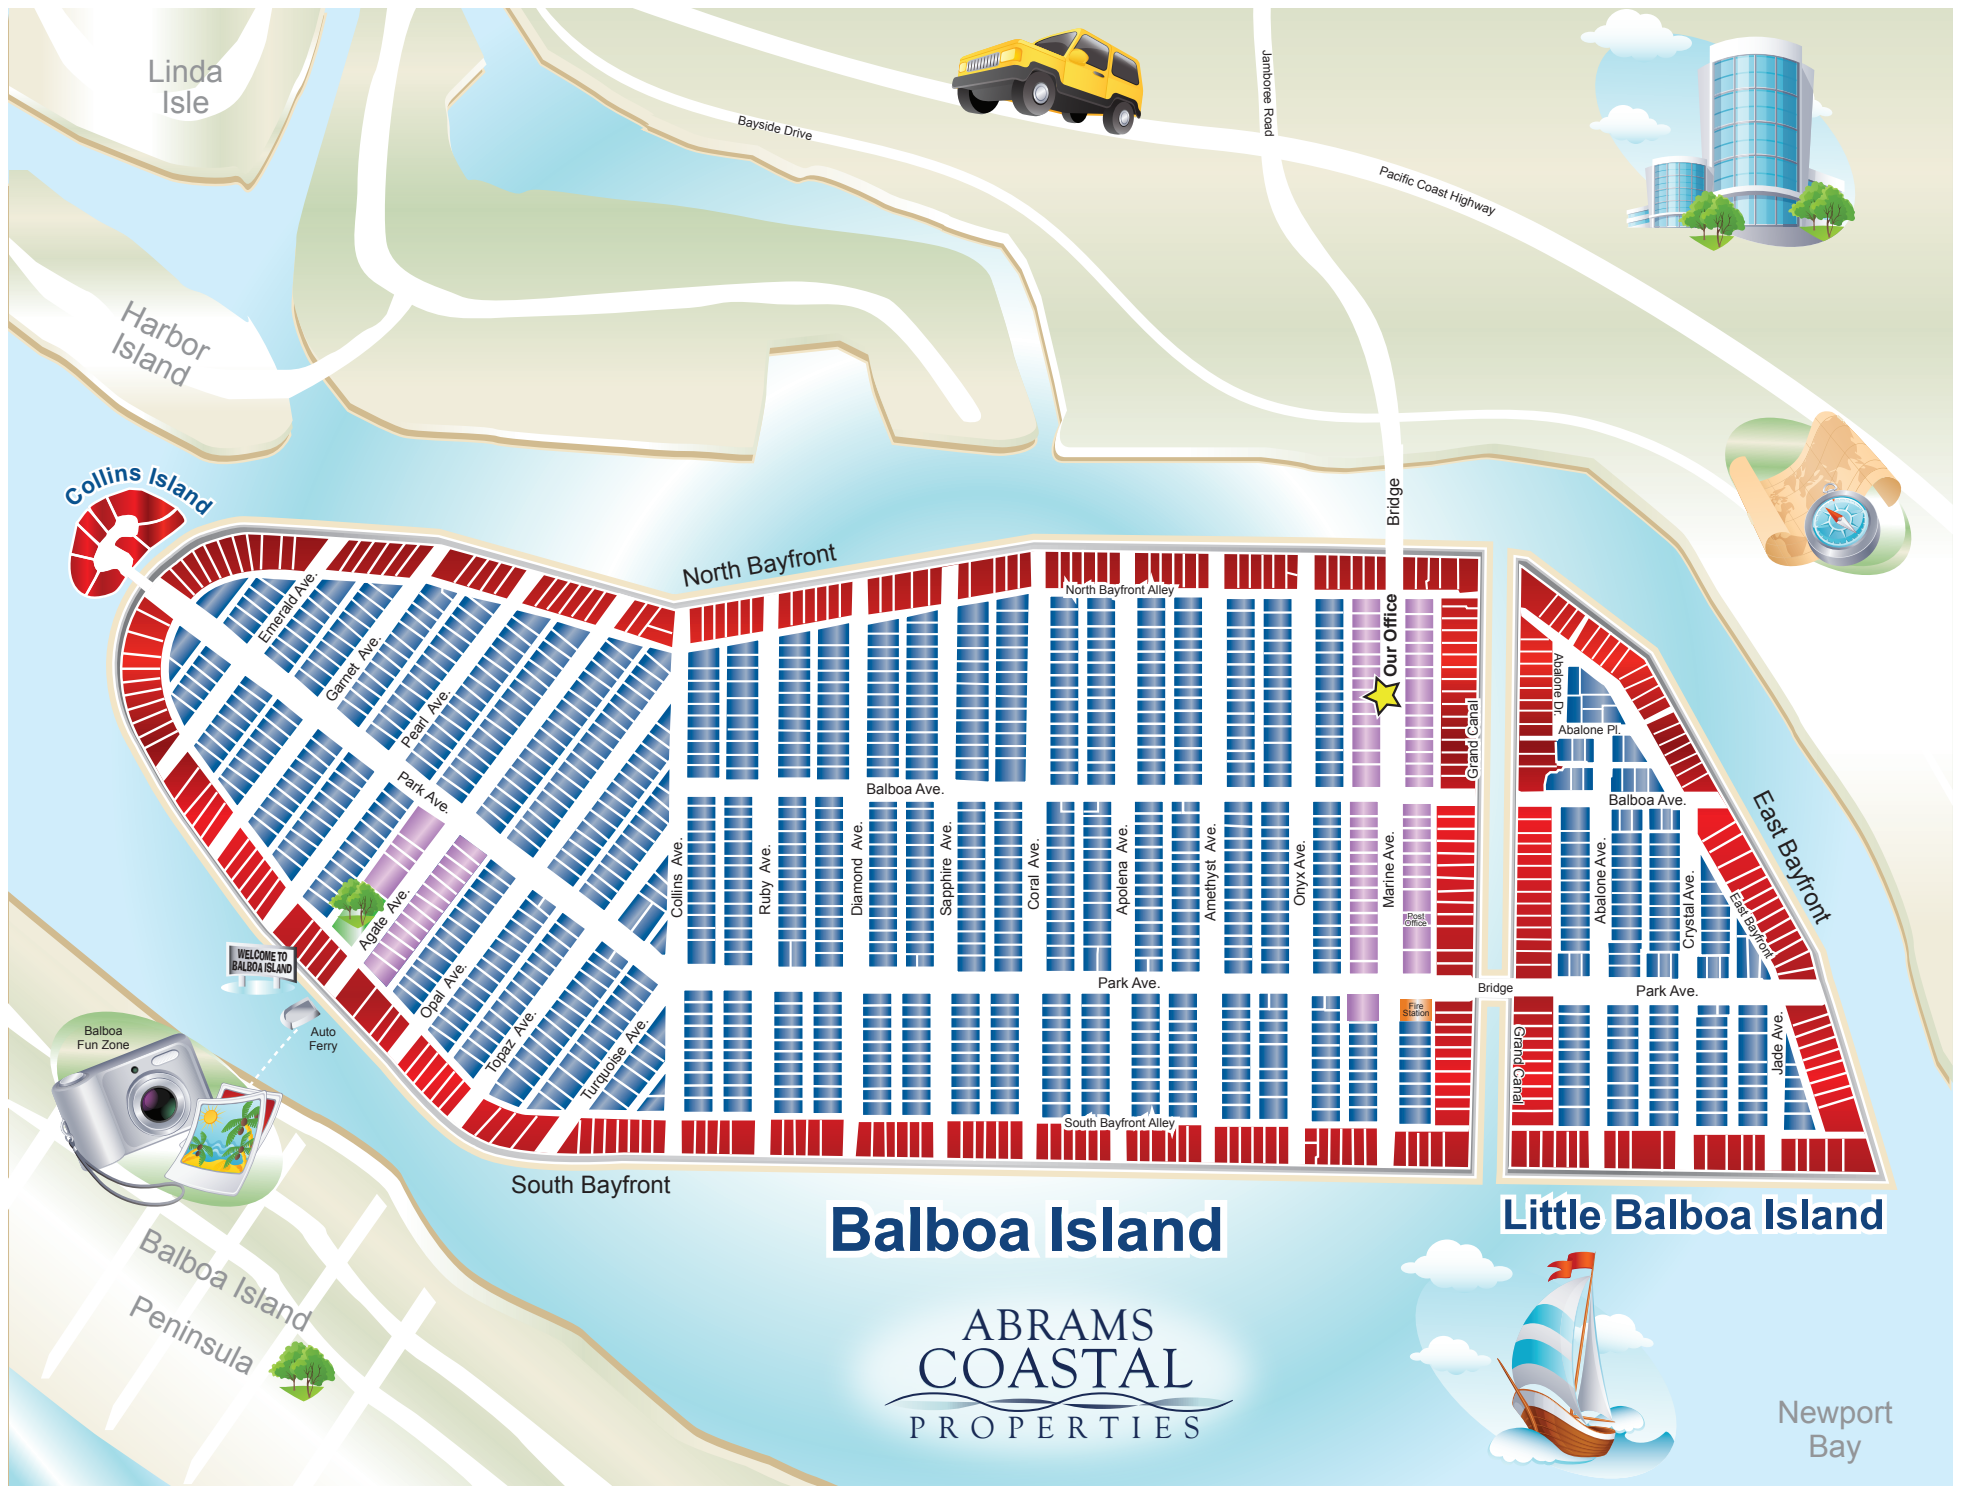 Linda
Isle
Bayside Drive
Jamboree Road
Pacific Coast Highway
Harbor
Island
Collins Island
Bridge
North Bayfront
North Bayfront Alley
Our Office
Emerald Ave.
Garnet Ave.
Pearl Ave.
Park Ave.
Agate Ave.
Opal Ave.
Topaz Ave.
Turquoise Ave.
Collins Ave.
Ruby Ave.
Diamond Ave.
Sapphire Ave.
Coral Ave.
Apolena Ave.
Amethyst Ave.
Onyx Ave.
Marine Ave.
Balboa Ave.
Grand Canal
Abalone Dr.
Abalone Pl.
Balboa Ave.
Abalone Ave.
Crystal Ave.
East Bayfront
East Bayfront
Post
Office
Park Ave.
Bridge
Park Ave.
Fire
Station
Grand Canal
Jade Ave.
WELCOME TO
BALBOA ISLAND
Auto
Ferry
Balboa
Fun Zone
South Bayfront Alley
South Bayfront
Balboa Island
Little Balboa Island
Balboa Island
Peninsula
ABRAMS
COASTAL
PROPERTIES
Newport
Bay